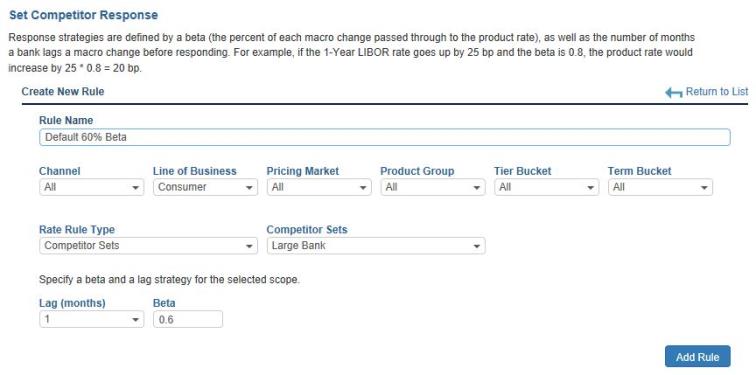 Set Competitor Response
Response strategies are defined by a beta (the percent of each macro change passed through to the product rate), as well as the number of months
a bank lags a macro change before responding. For example, if the 1-Year LIBOR rate goes up by 25 bp and the beta is 0.8, the product rate would
increase by 25 * 0.8 = 20 bp.
Create New Rule Return to List
Rule Name
Default 60% Beta
Channel Line of Business Pricing Market Product Group Tier Bucket Term Bucket
All Consumer All All All All
Rate Rule Type Competitor Sets
Competitor Sets Large Bank
Specify a beta and a lag strategy for the selected scope.
Lag (months) Beta
1 0.6
Add Rule